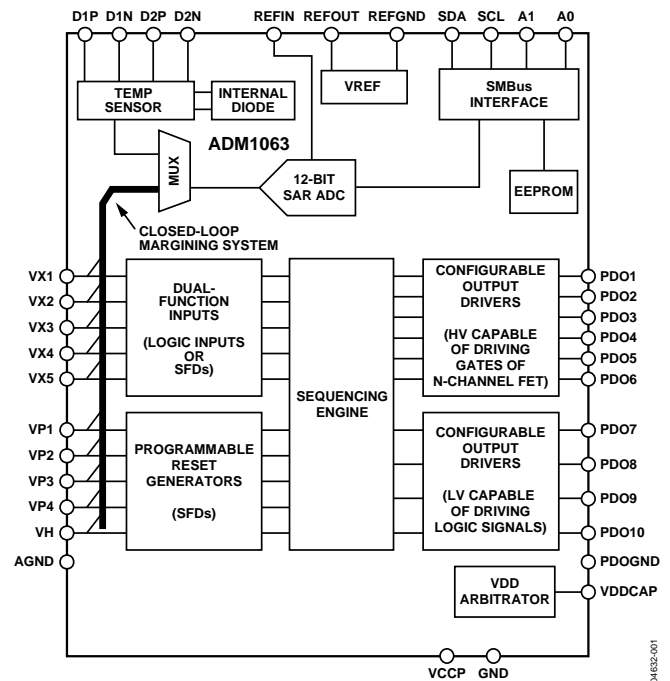 D1P D1N D2P D2N REFIN REFOUT REFGND SDA SCL A1 A0
TEMP
SENSOR
INTERNAL
DIODE
VREF
SMBus
INTERFACE
ADM1063
MUX
12-BIT
SAR ADC
EEPROM
CLOSED-LOOP
MARGINING SYSTEM
VX1
VX2
VX3
VX4
VX5
DUAL-
FUNCTION
INPUTS
(LOGIC INPUTS
OR
SFDs)
VP1
VP2
VP3
VP4
VH
AGND
PROGRAMMABLE
RESET
GENERATORS
(SFDs)
SEQUENCING
ENGINE
CONFIGURABLE
OUTPUT
DRIVERS
(HV CAPABLE
OF DRIVING
GATES OF
N-CHANNEL FET)
PDO1
PDO2
PDO3
PDO4
PDO5
PDO6
CONFIGURABLE
OUTPUT
DRIVERS
(LV CAPABLE
OF DRIVING
LOGIC SIGNALS)
PDO7
PDO8
PDO9
PDO10
PDOGND
VDD
ARBITRATOR
VDDCAP
VCCP GND
04632-001